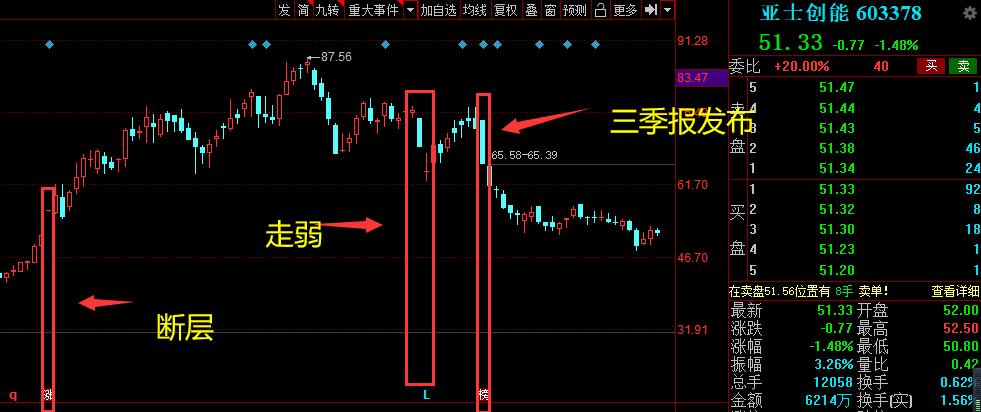 发 简 九转 重大事件 加自选 均线 复权 叠 窗 预测 更多
87.56
三季报发布
65.58-65.39
走弱
断层
q 涨 L 榜
91.28
83.47
61.70
46.70
31.91
亚士创能 603378
51.33 -0.77 -1.48%
委比 +20.00% 40 买 卖
卖盘
5 51.47 1
4 51.44 4
3 51.43 5
2 51.38 46
1 51.34 24
买盘
1 51.33 92
2 51.32 8
3 51.30 18
4 51.23 1
5 51.20 1
在卖盘51.56位置有 8手 卖单! 查看详细
最新 51.33 开盘 52.00
涨跌 -0.77 最高 52.50
涨幅 -1.48% 最低 50.80
振幅 3.26% 量比 0.42
总手 12058 换手 0.62%
金额 6214万 换手(实) 1.56%